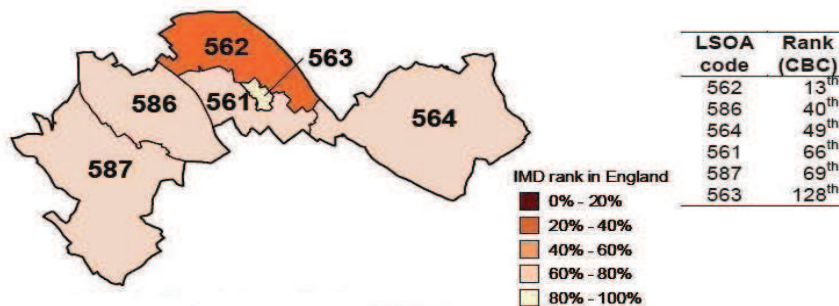 562
563
586
561
564
587
IMD rank in England
0% - 20%
20% - 40%
40% - 60%
60% - 80%
80% - 100%
LSOA code Rank (CBC)
562 13th
586 40th
564 49th
561 66th
587 69th
563 128th